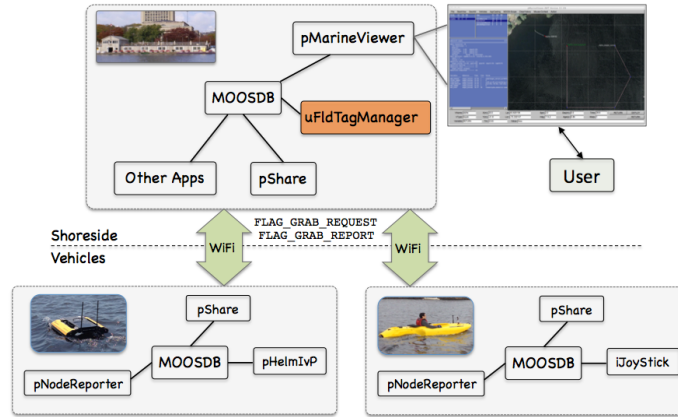 pMarineViewer
MOOSDB
uFldTagManager
Other Apps
pShare
User
FLAG_GRAB_REQUEST
FLAG_GRAB_REPORT
WiFi
WiFi
Shoreside
Vehicles
pShare
MOOSDB
pHelmIvP
pNodeReporter
pShare
MOOSDB
iJoyStick
pNodeReporter